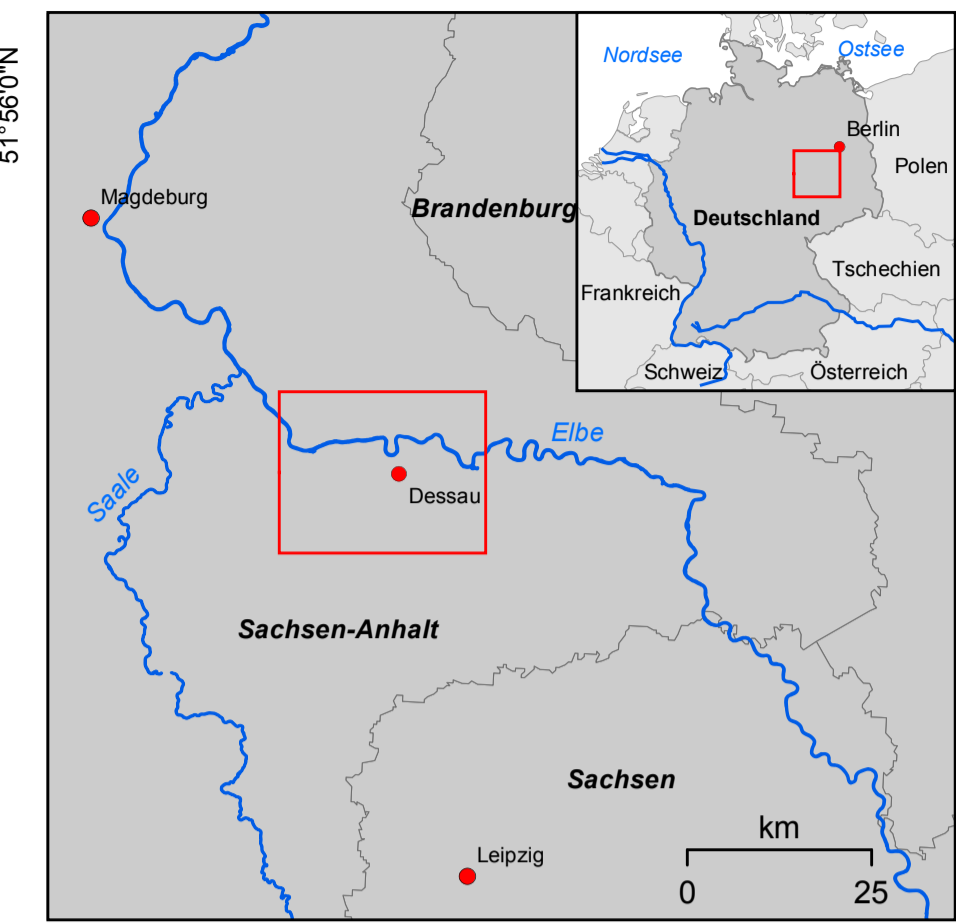 51°56'0"N
Nordsee
Ostsee
Berlin
Polen
Deutschland
Tschechien
Frankreich
Schweiz
Österreich
Magdeburg
Brandenburg
Elbe
Dessau
Saale
Sachsen-Anhalt
Sachsen
km
0 25
Leipzig